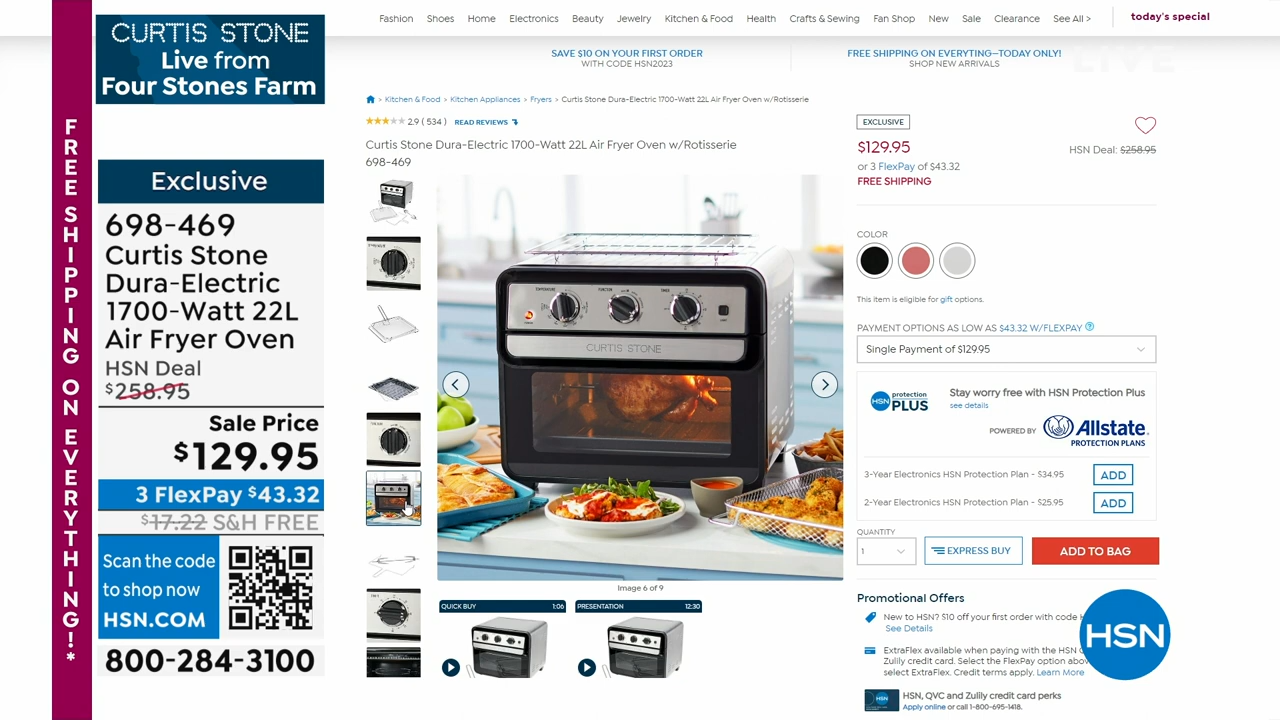 CURTIS STONE
Live from
Four Stones Farm
FREE SHIPPING ON EVERYTHING!*
Exclusive
698-469
Curtis Stone
Dura-Electric
1700-Watt 22L
Air Fryer Oven
HSN Deal
$258.95
Sale Price
$129.95
3 FlexPay $43.32
$17.22 S&H FREE
Scan the code
to shop now
HSN.COM
800-284-3100
Fashion Shoes Home Electronics Beauty Jewelry Kitchen & Food Health Crafts & Sewing Fan Shop New Sale Clearance See All >
today's special
SAVE $10 ON YOUR FIRST ORDER
WITH CODE HSN2023
FREE SHIPPING ON EVERYTING—TODAY ONLY!
SHOP NEW ARRIVALS
LIVE
> Kitchen & Food > Kitchen Appliances > Fryers > Curtis Stone Dura-Electric 1700-Watt 22L Air Fryer Oven w/Rotisserie
2.9 ( 534 ) READ REVIEWS
Curtis Stone Dura-Electric 1700-Watt 22L Air Fryer Oven w/Rotisserie
698-469
TEMPERATURE FUNCTION TIMER
CURTIS STONE
Image 6 of 9
QUICK BUY 1:06
PRESENTATION 12:30
EXCLUSIVE
$129.95
HSN Deal: $258.95
or 3 FlexPay of $43.32
FREE SHIPPING
COLOR
This item is eligible for gift options.
PAYMENT OPTIONS AS LOW AS $43.32 W/FLEXPAY ?
Single Payment of $129.95
HSN protection PLUS
Stay worry free with HSN Protection Plus
see details
POWERED BY Allstate
PROTECTION PLANS
3-Year Electronics HSN Protection Plan - $34.95 ADD
2-Year Electronics HSN Protection Plan - $25.95 ADD
QUANTITY
1
EXPRESS BUY
ADD TO BAG
Promotional Offers
New to HSN? $10 off your first order with code
See Details
ExtraFlex available when paying with the HSN
Zulily credit card. Select the FlexPay option
select ExtraFlex. Credit terms apply. Learn More
HSN
HSN, QVC and Zulily credit card perks
Apply online or call 1-800-695-1418.